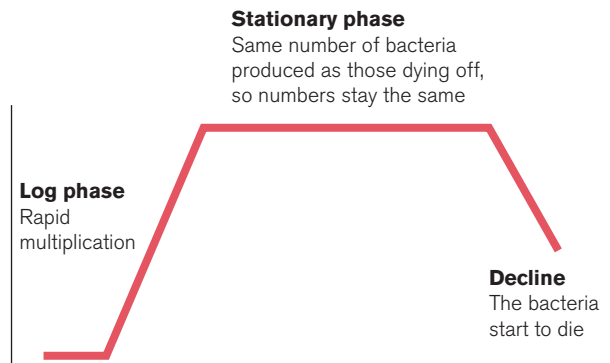 Stationary phase
Same number of bacteria
produced as those dying off,
so numbers stay the same
Log phase
Rapid
multiplication
Decline
The bacteria
start to die